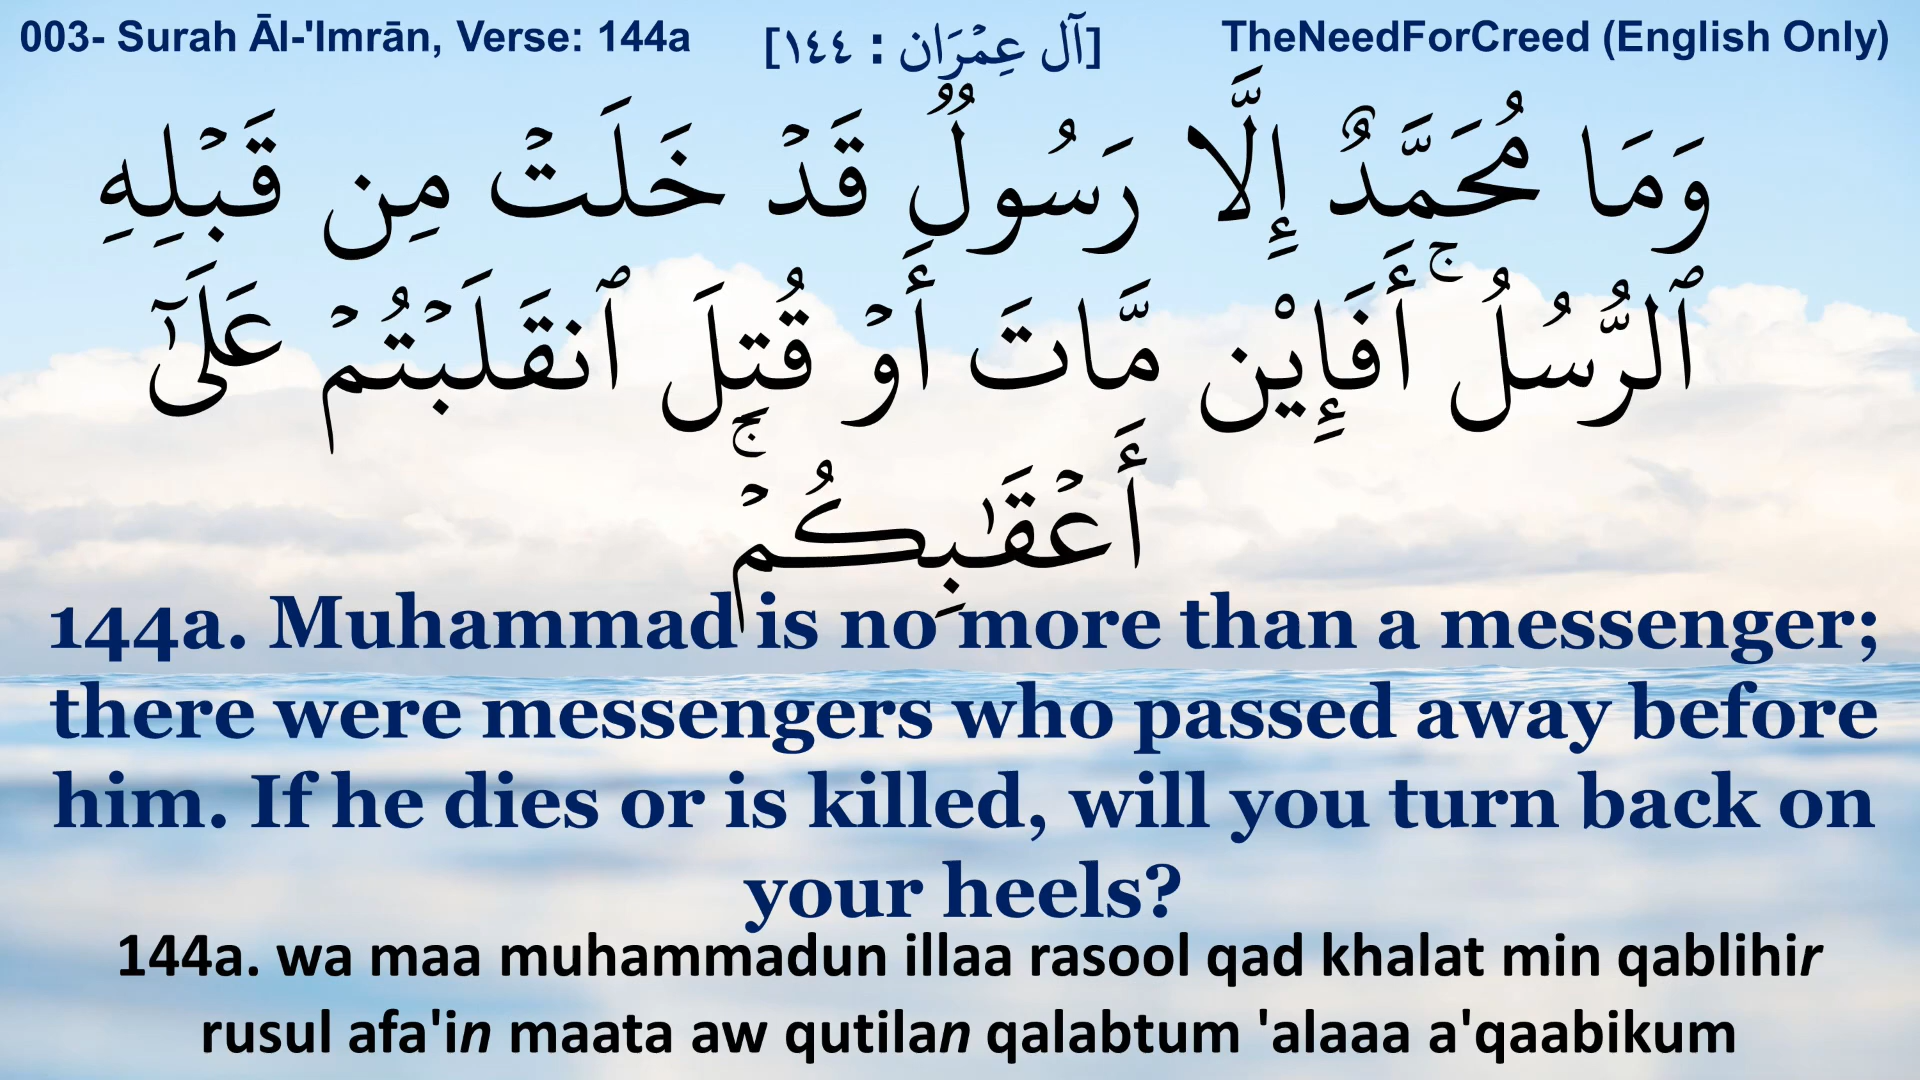 003- Surah Āl-'Imrān, Verse: 144a
[آل عِمْرَان : ١٤٤]
TheNeedForCreed (English Only)
وَمَا مُحَمَّدٌ إِلَّا رَسُولٌۭ قَدْ خَلَتْ مِن قَبْلِهِ
ٱلرُّسُلُ ۚ أَفَإِي۟ن مَّاتَ أَوْ قُتِلَ ٱنقَلَبْتُمْ عَلَىٰٓ
أَعْقَـٰبِكُمْ ۚ
144a. Muhammad is no more than a messenger;
there were messengers who passed away before
him. If he dies or is killed, will you turn back on
your heels?
144a. wa maa muhammadun illaa rasool qad khalat min qablihir
rusul afa'in maata aw qutilan qalabtum 'alaaa a'qaabikum